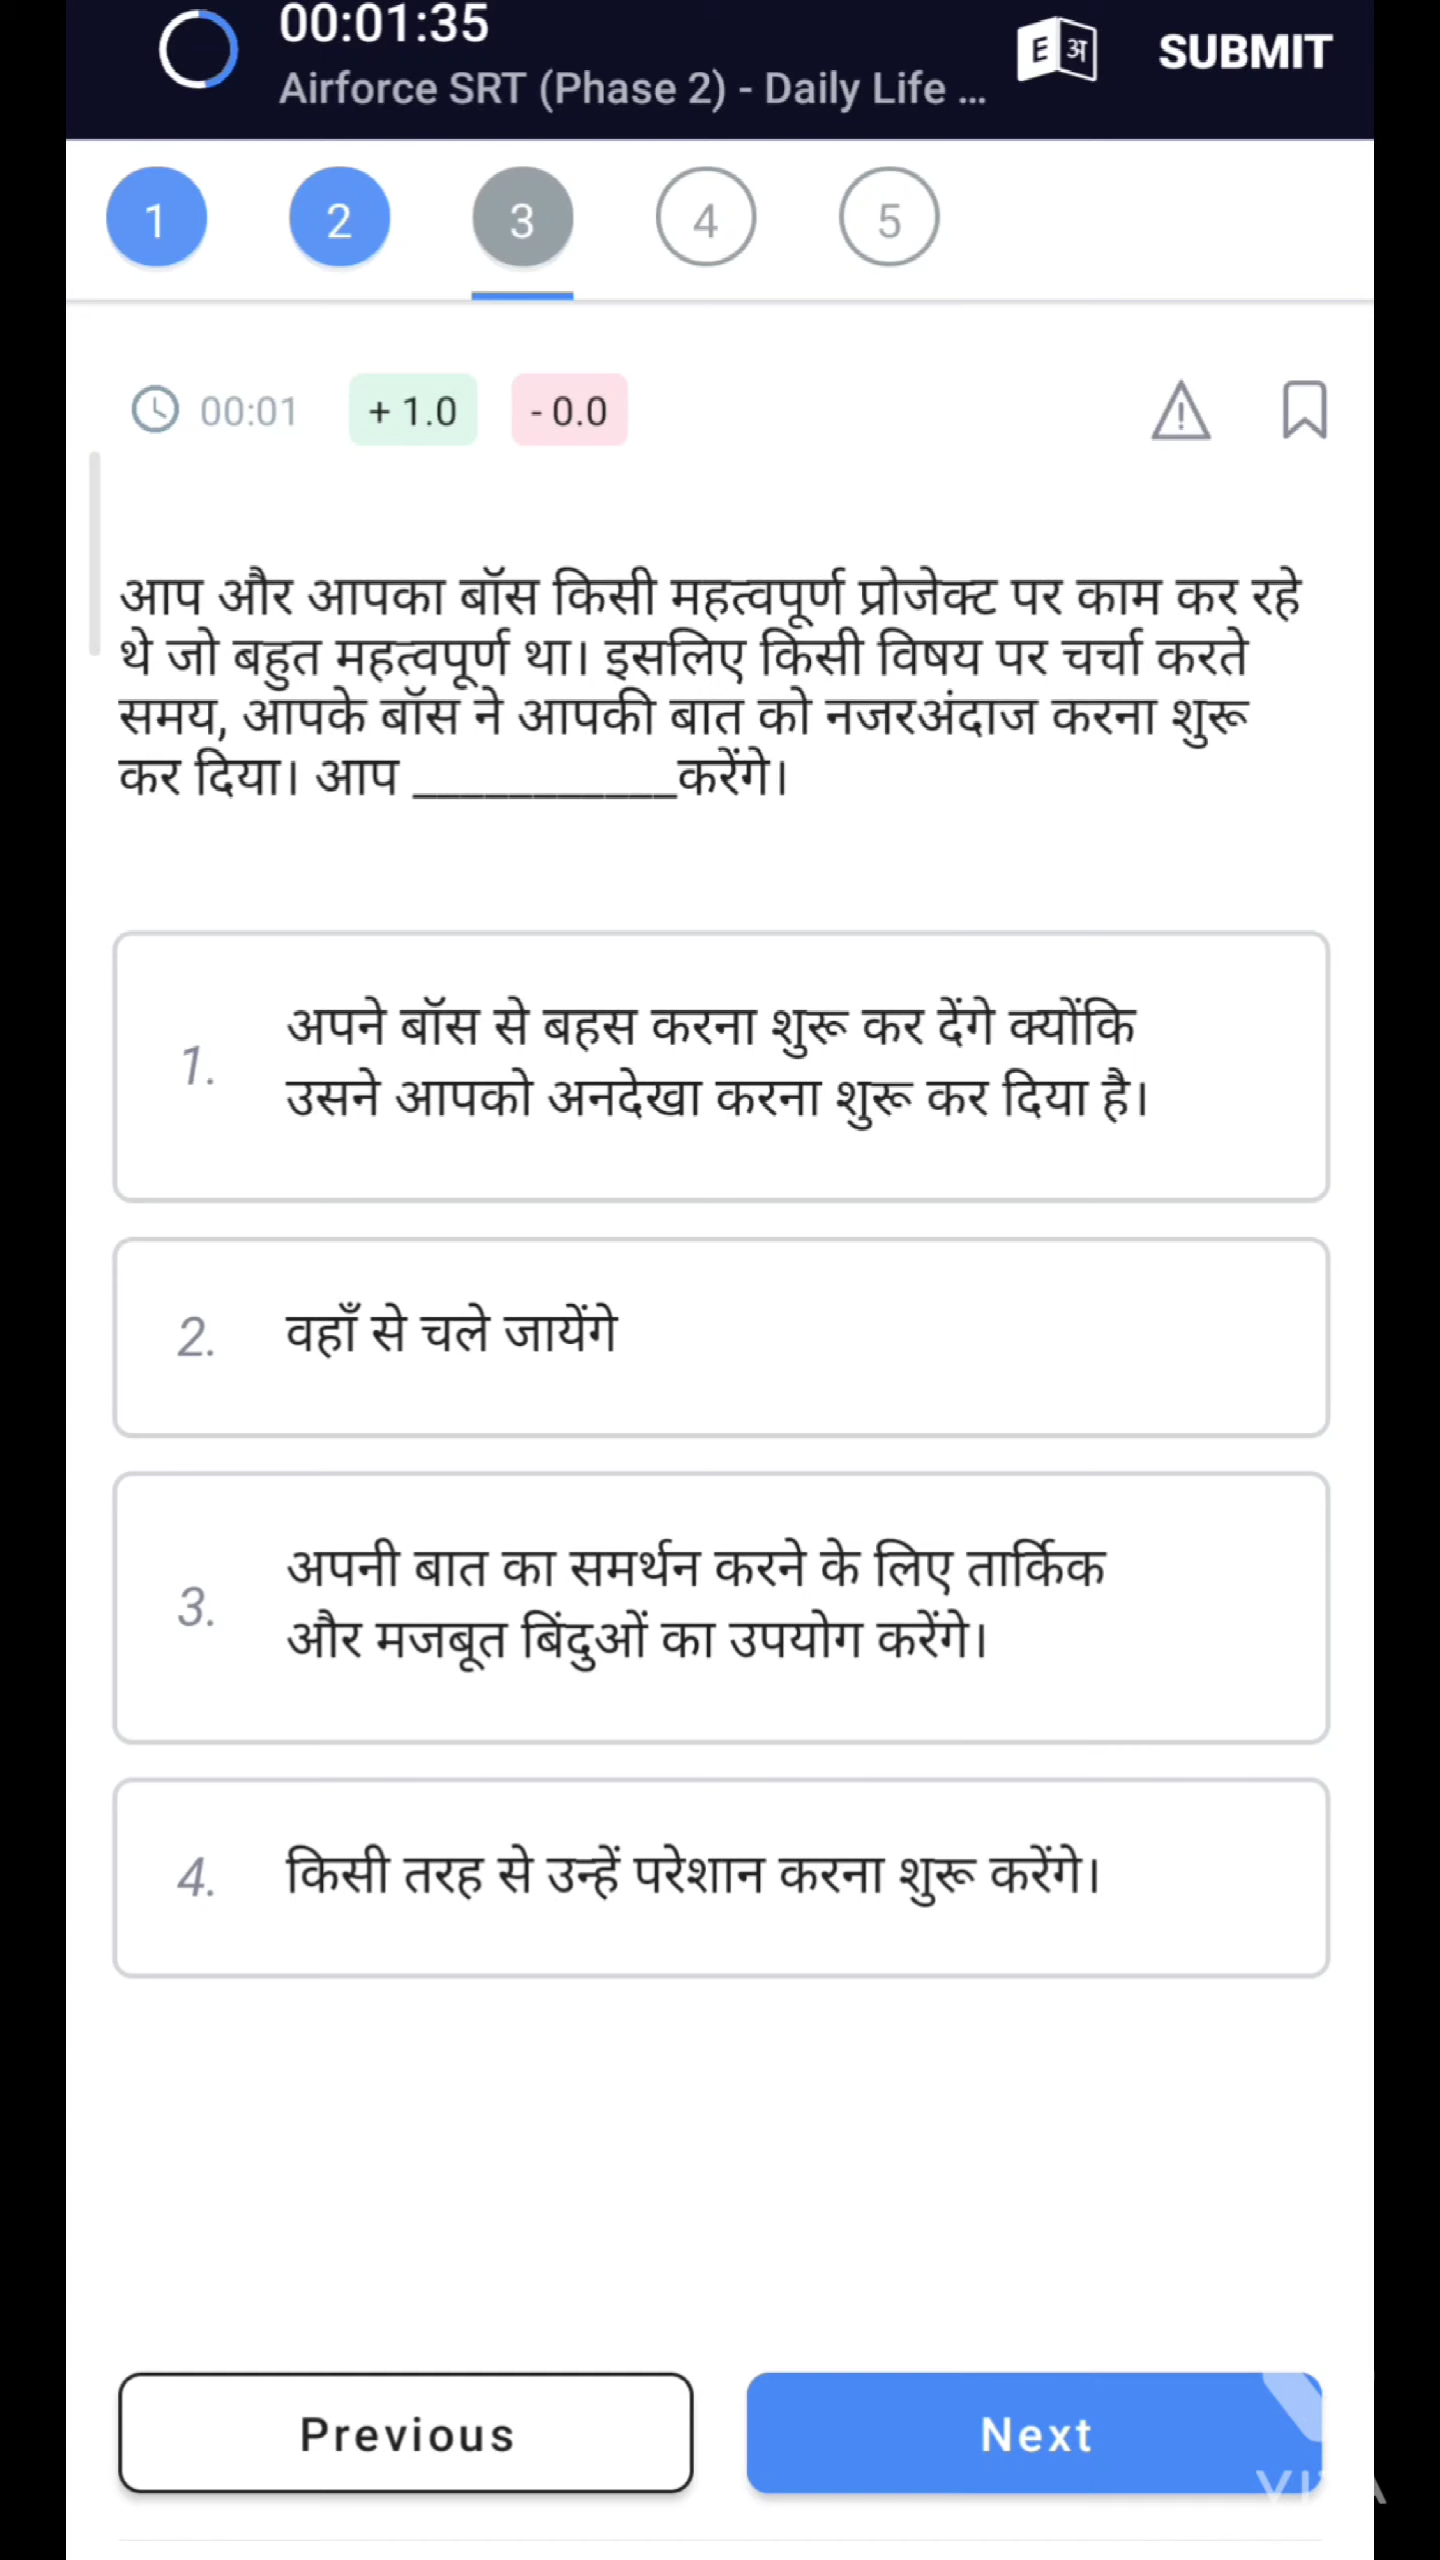 00:01:35
Airforce SRT (Phase 2) - Daily Life ...
E अ
SUBMIT
1 2 3 4 5
00:01 + 1.0 - 0.0
आप और आपका बॉस किसी महत्वपूर्ण प्रोजेक्ट पर काम कर रहे
थे जो बहुत महत्वपूर्ण था। इसलिए किसी विषय पर चर्चा करते
समय, आपके बॉस ने आपकी बात को नजरअंदाज करना शुरू
कर दिया। आप ___________करेंगे।
1. अपने बॉस से बहस करना शुरू कर देंगे क्योंकि
उसने आपको अनदेखा करना शुरू कर दिया है।
2. वहाँ से चले जायेंगे
3. अपनी बात का समर्थन करने के लिए तार्किक
और मजबूत बिंदुओं का उपयोग करेंगे।
4. किसी तरह से उन्हें परेशान करना शुरू करेंगे।
Previous Next